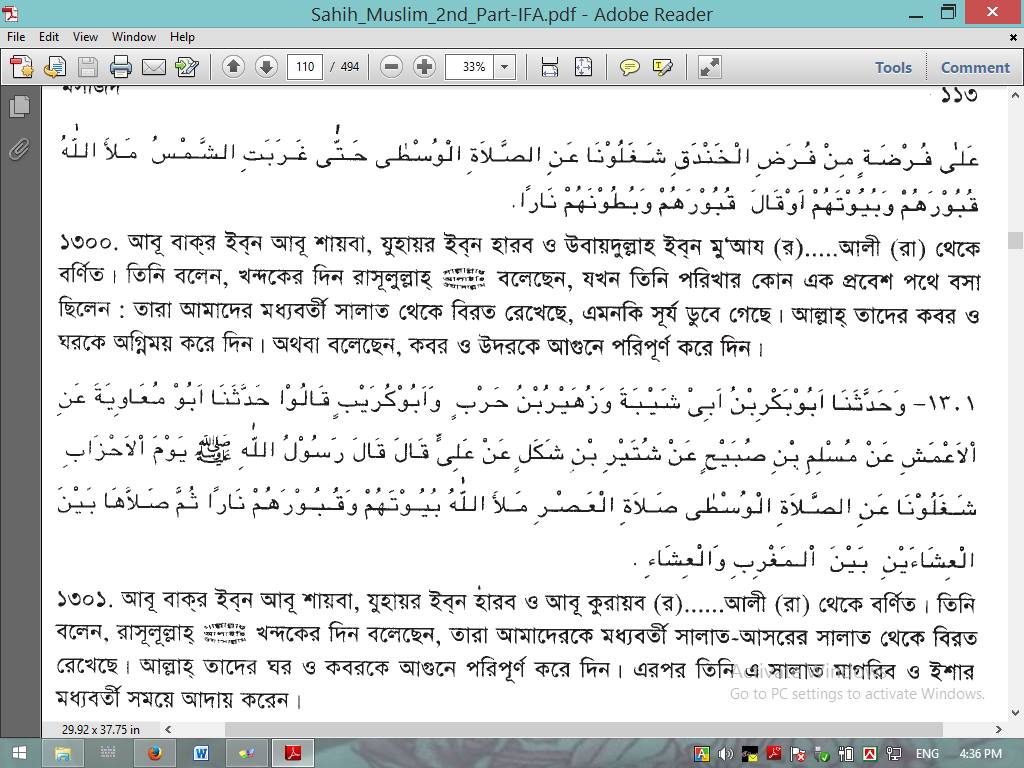 Sahih_Muslim_2nd_Part-IFA.pdf - Adobe Reader
File Edit View Window Help
110 / 494 33% Tools Comment
১১৩
عَلٰى فُرْضَةٍ مِنْ فُرَضِ الْخَنْدَقِ شَغَلُوْنَا عَنِ الصَّلاَةِ الْوُسْطٰى حَتّٰى غَرَبَتِ الشَّمْسُ مَلأَ اللّٰهُ
قُبُوْرَهُمْ وَبُيُوْتَهُمْ اَوْقَالَ قُبُوْرَهُمْ وَبُطُوْنَهُمْ نَارًا.
১৩০০. আবূ বাক্‌র ইব্‌ন আবূ শায়বা, যুহায়র ইব্‌ন হারব ও উবায়দুল্লাহ ইব্‌ন মু'আয (র).....আলী (রা) থেকে
বর্ণিত। তিনি বলেন, খন্দকের দিন রাসূলুল্লাহ্ ﷺ বলেছেন, যখন তিনি পরিখার কোন এক প্রবেশ পথে বসা
ছিলেন : তারা আমাদের মধ্যবর্তী সালাত থেকে বিরত রেখেছে, এমনকি সূর্য ডুবে গেছে। আল্লাহ্ তাদের কবর ও
ঘরকে অগ্নিময় করে দিন। অথবা বলেছেন, কবর ও উদরকে আগুনে পরিপূর্ণ করে দিন।
١٣٠١- وَحَدَّثَنَا اَبُوْبَكْرِبْنُ اَبِىْ شَيْبَةَ وَزُهَيْرُبْنُ حَرْبٍ وَاَبُوْكُرَيْبٍ قَالُوْا حَدَّثَنَا اَبُوْ مُعَاوِيَةَ عَنِ
اْلاَعْمَشِ عَنْ مُسْلِمِ بْنِ صُبَيْحٍ عَنْ شُتَيْرِ بْنِ شَكَلٍ عَنْ عَلِىٍّ قَالَ قَالَ رَسُوْلُ اللّٰهِ ﷺ يَوْمَ اْلاَحْزَابِ
شَغَلُوْنَا عَنِ الصَّلاَةِ الْوُسْطٰى صَلاَةِ الْعَصْرِ مَلأَ اللّٰهُ بُيُوْتَهُمْ وَقُبُوْرَهُمْ نَارًا ثُمَّ صَلاَّهَا بَيْنَ
الْعِشَاءَيْنِ بَيْنَ الْمَغْرِبِ وَالْعِشَاءِ .
১৩০১. আবূ বাক্‌র ইব্‌ন আবূ শায়বা, যুহায়র ইব্‌ন হারব ও আবূ কুরায়ব (র)......আলী (রা) থেকে বর্ণিত। তিনি
বলেন, রাসূলূল্লাহ্ ﷺ খন্দকের দিন বলেছেন, তারা আমাদেরকে মধ্যবর্তী সালাত-আসরের সালাত থেকে বিরত
রেখেছে। আল্লাহ্ তাদের ঘর ও কবরকে আগুনে পরিপূর্ণ করে দিন। এরপর তিনি এ সালাত মাগরিব ও ইশার
মধ্যবর্তী সময়ে আদায় করেন।
Activate Windows
Go to PC settings to activate Windows.
29.92 x 37.75 in
ENG 4:36 PM